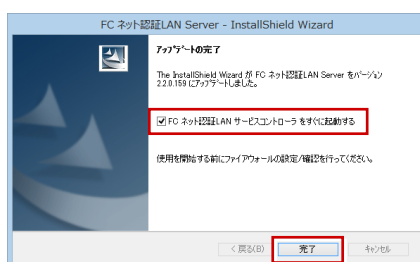 FC ネット認証LAN Server - InstallShield Wizard
アップデートの完了
The InstallShield Wizard が FC ネット認証LAN Server をバージョン
2.2.0.159 にアップデートしました。
FC ネット認証LAN サービスコントローラ をすぐに起動する
使用を開始する前にファイアウォールの設定/確認を行ってください。
< 戻る(B)
完了
キャンセル